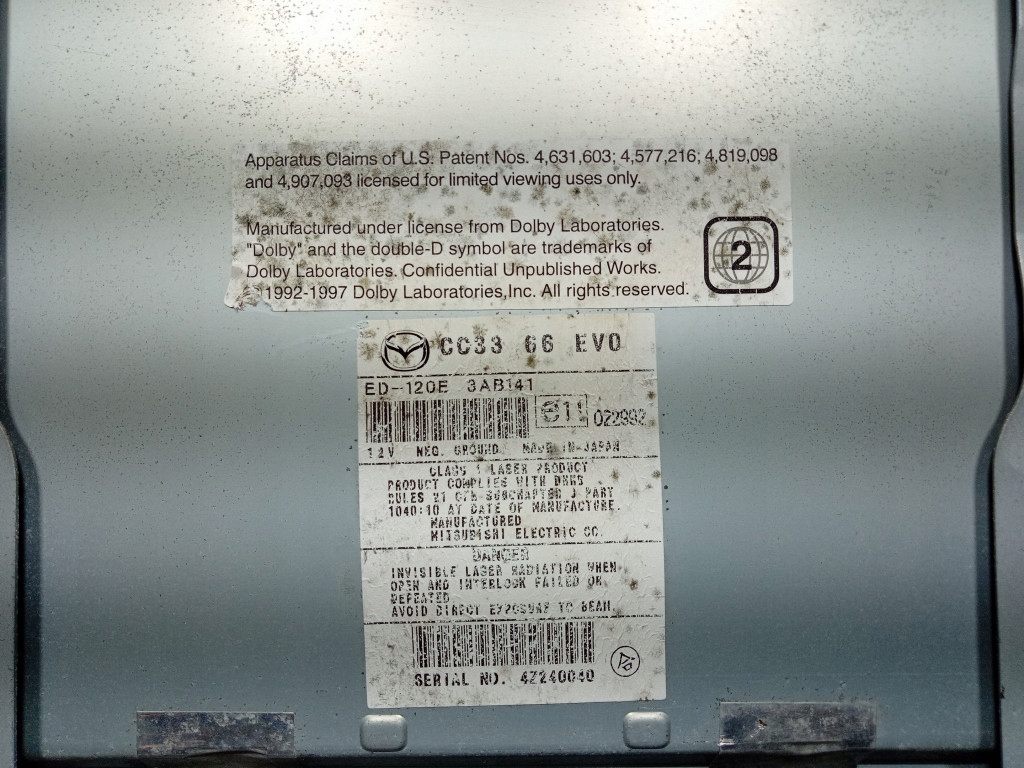 Apparatus Claims of U.S. Patent Nos. 4,631,603; 4,577,216; 4,819,098
and 4,907,093 licensed for limited viewing uses only.
Manufactured under license from Dolby Laboratories.
"Dolby" and the double-D symbol are trademarks of
Dolby Laboratories. Confidential Unpublished Works.
©1992-1997 Dolby Laboratories,Inc. All rights reserved.
2
CC33 66 EV0
ED-120E 3AB141
e11 022992
12V NEG. GROUND MADE IN JAPAN
CLASS 1 LASER PRODUCT
PRODUCT COMPLIES WITH DHHS
RULES 21 CFR SUBCHAPTER J PART
1040:10 AT DATE OF MANUFACTURE.
MANUFACTURED
MITSUBISHI ELECTRIC CO.
DANGER
INVISIBLE LASER RADIATION WHEN
OPEN AND INTERLOCK FAILED OR
DEFEATED
AVOID DIRECT EXPOSURE TO BEAM.
SERIAL NO. 4Z240040